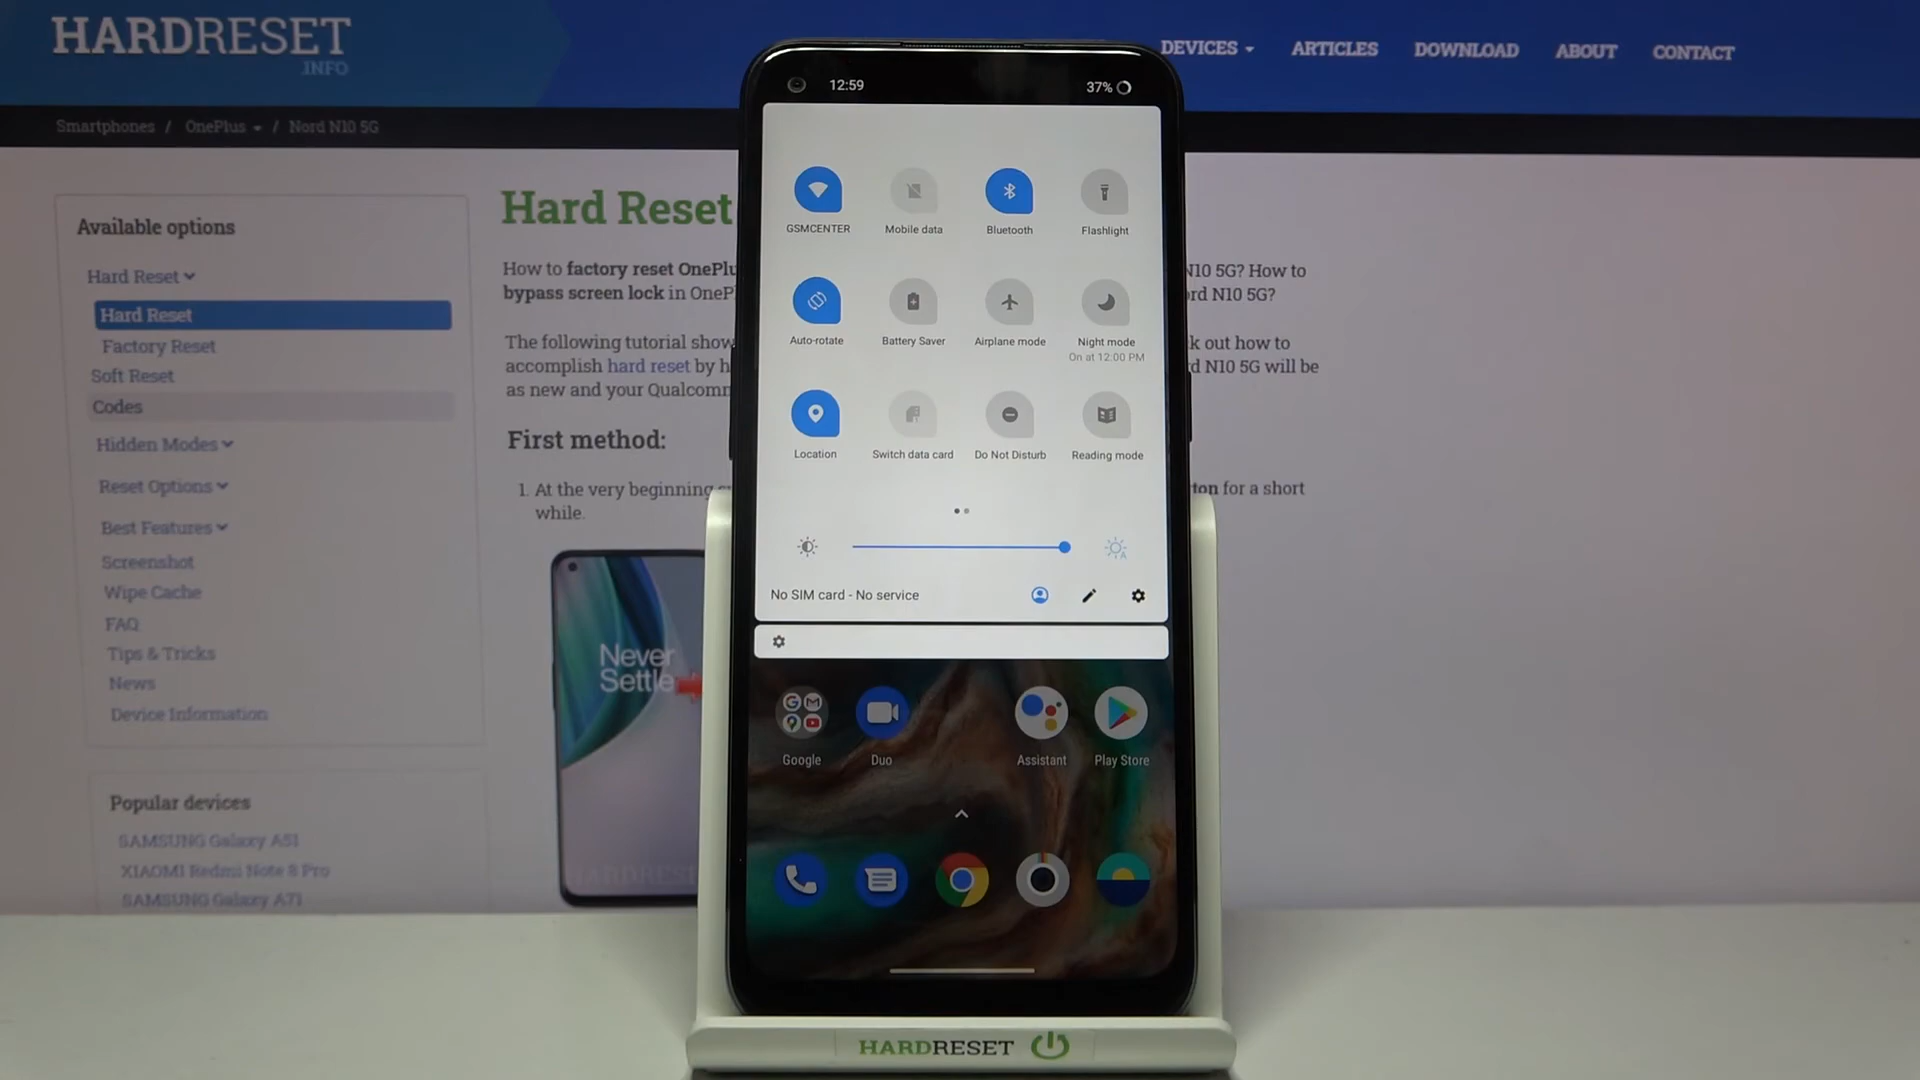 HARDRESET
.INFO
DEVICES
ARTICLES
DOWNLOAD
ABOUT
CONTACT
Smartphones / OnePlus / Nord N10 5G
Available options
Hard Reset
Hard Reset
Factory Reset
Soft Reset
Codes
Hidden Modes
Reset Options
Best Features
Screenshot
Wipe Cache
FAQ
Tips & Tricks
News
Device Information
Popular devices
SAMSUNG Galaxy A51
XIAOMI Redmi Note 8 Pro
SAMSUNG Galaxy A71
Hard Reset
How to factory reset OnePlu N10 5G? How to
bypass screen lock in OneP rd N10 5G?
The following tutorial show k out how to
accomplish hard reset by h d N10 5G will be
as new and your Qualcomm
First method:
1. At the very beginning ton for a short
while.
Never
Settle
HARDRESET
12:59
37%
GSMCENTER
Mobile data
Bluetooth
Flashlight
Auto-rotate
Battery Saver
Airplane mode
Night mode
On at 12:00 PM
Location
Switch data card
Do Not Disturb
Reading mode
No SIM card - No service
Google
Duo
Assistant
Play Store
HARDRESET